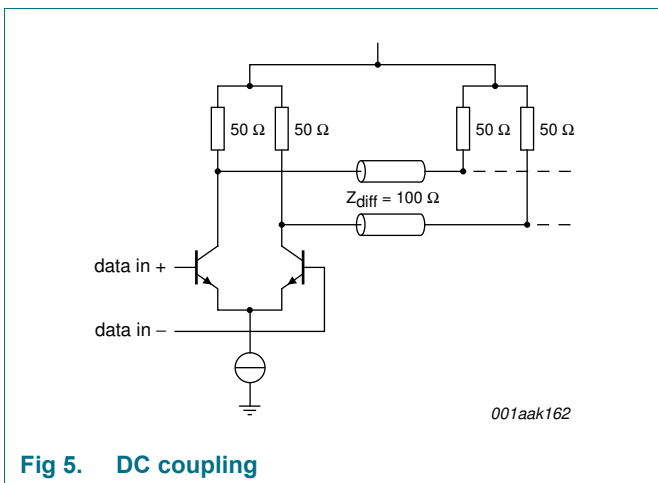 50 Ω 50 Ω 50 Ω 50 Ω
Zdiff = 100 Ω
data in +
data in −
001aak162
Fig 5. DC coupling